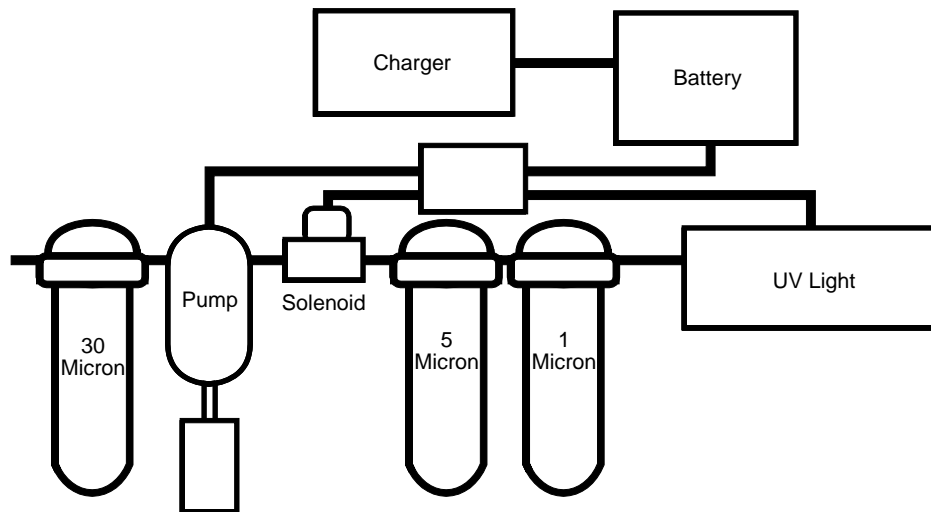 Charger
Battery
Pump
Solenoid
UV Light
30
Micron
5
Micron
1
Micron